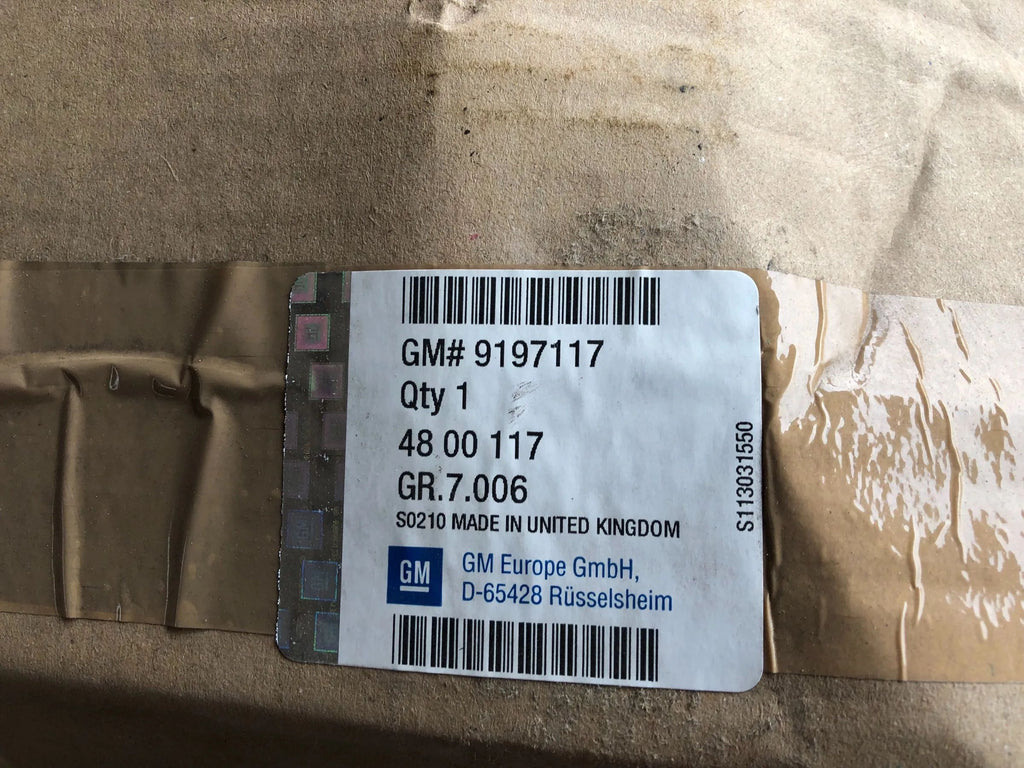 GM# 9197117
Qty 1
48 00 117
GR.7.006
S0210 MADE IN UNITED KINGDOM
GM
GM Europe GmbH,
D-65428 Rüsselsheim
S113031550